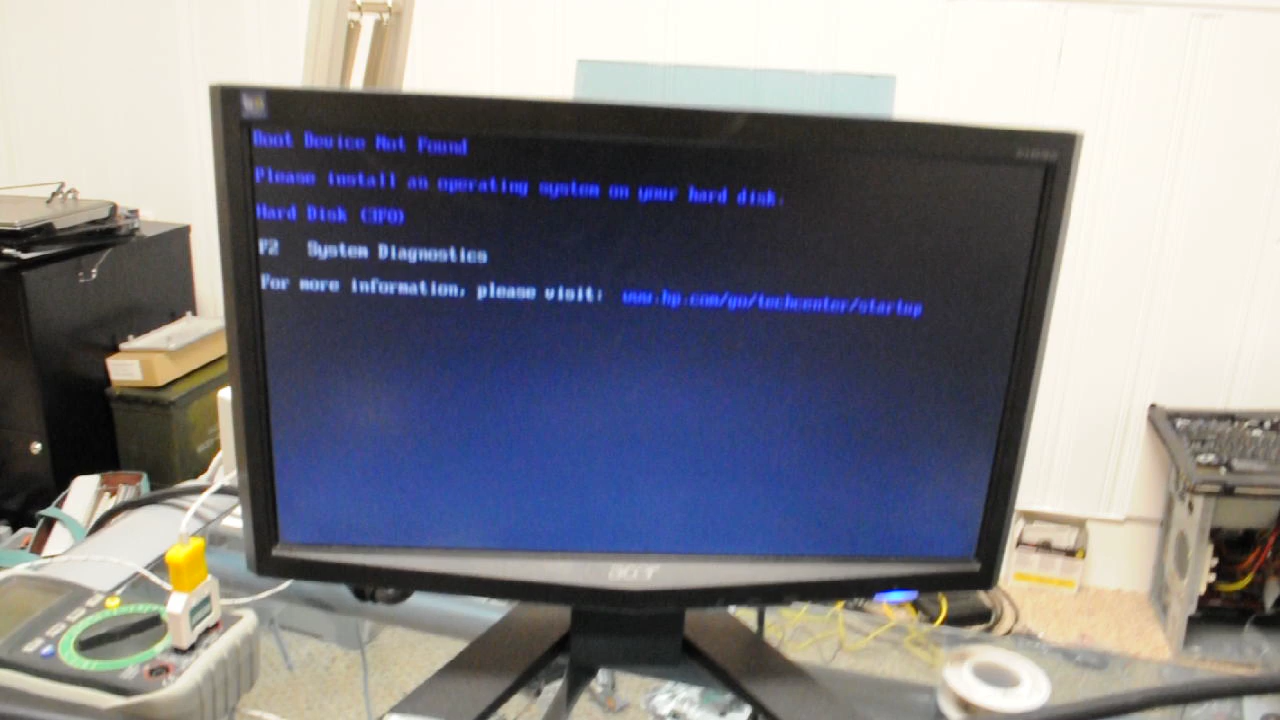 Boot Device Not Found
Please install an operating system on your hard disk.
Hard Disk (3F0)
F2 System Diagnostics
For more information, please visit: www.hp.com/go/techcenter/startup
acer